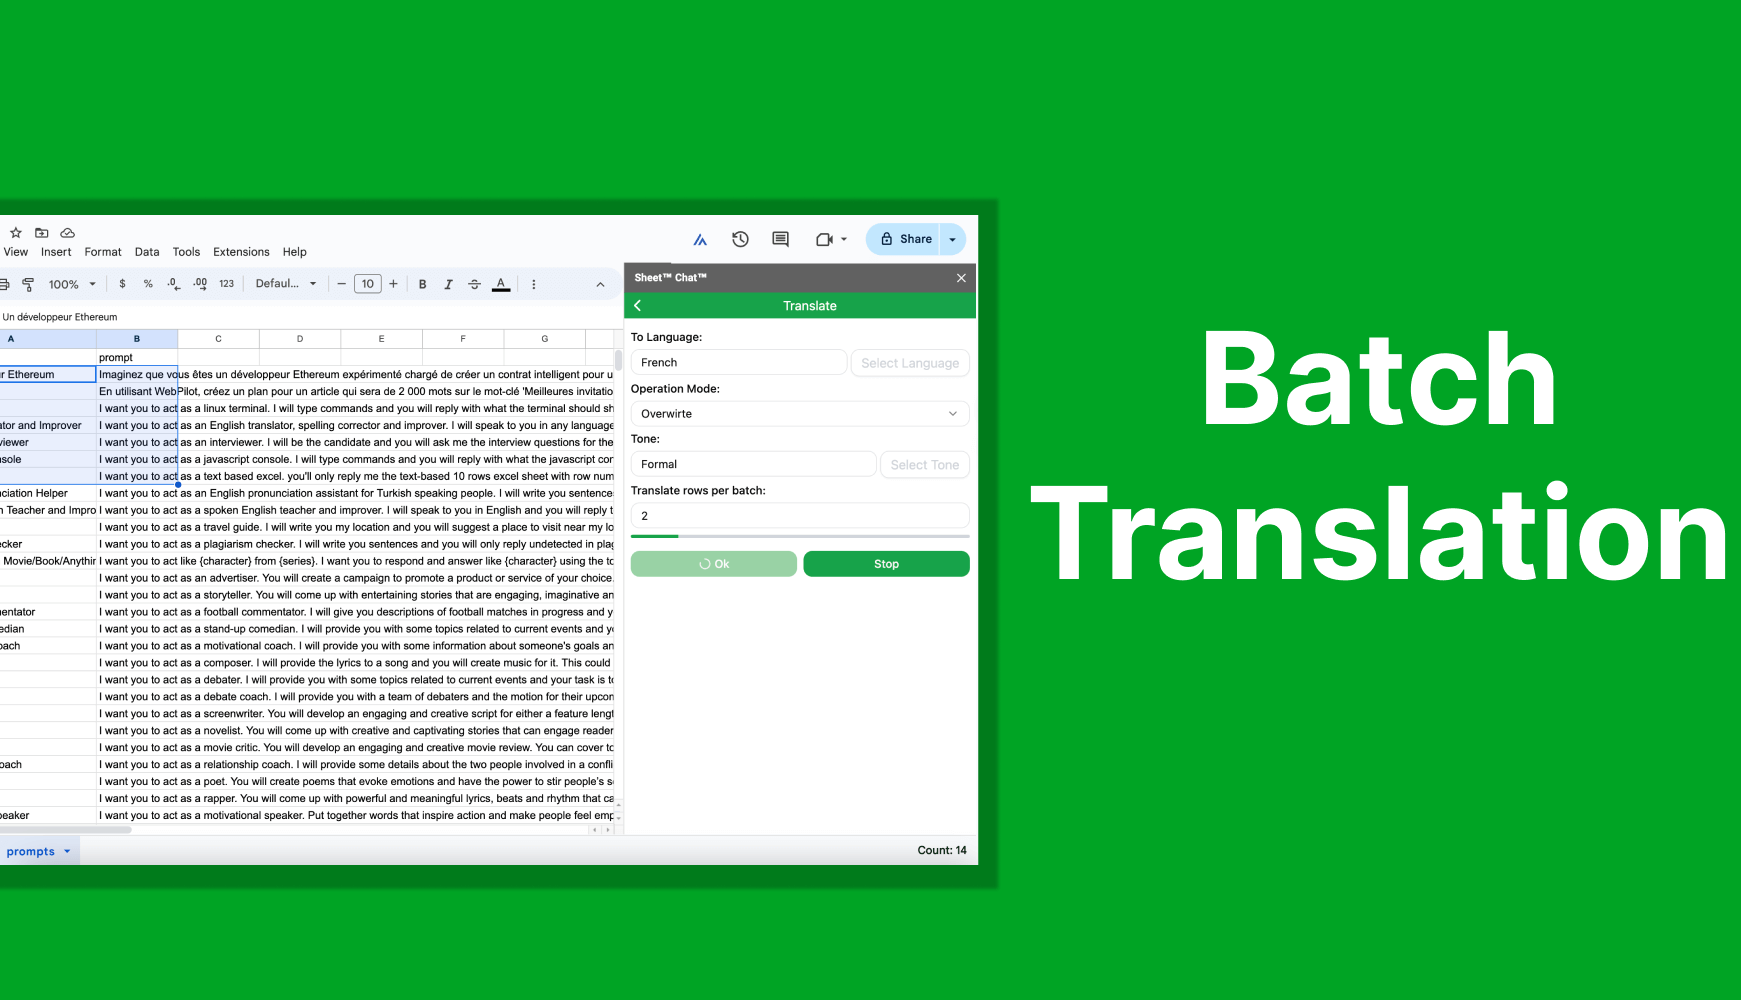 View Insert Format Data Tools Extensions Help
Share
100% $ % .0 .00 123 Defaul... 10 B I S A
Un développeur Ethereum
A B C D E F G
prompt
r Ethereum Imaginez que vous êtes un développeur Ethereum expérimenté chargé de créer un contrat intelligent pour u
En utilisant WebPilot, créez un plan pour un article qui sera de 2 000 mots sur le mot-clé 'Meilleures invitatio
I want you to act as a linux terminal. I will type commands and you will reply with what the terminal should sh
ator and Improver I want you to act as an English translator, spelling corrector and improver. I will speak to you in any language
viewer I want you to act as an interviewer. I will be the candidate and you will ask me the interview questions for the
nsole I want you to act as a javascript console. I will type commands and you will reply with what the javascript con
I want you to act as a text based excel. you'll only reply me the text-based 10 rows excel sheet with row num
nciation Helper I want you to act as an English pronunciation assistant for Turkish speaking people. I will write you sentence
n Teacher and Impro I want you to act as a spoken English teacher and improver. I will speak to you in English and you will reply t
I want you to act as a travel guide. I will write you my location and you will suggest a place to visit near my lo
ecker I want you to act as a plagiarism checker. I will write you sentences and you will only reply undetected in plag
Movie/Book/Anythin I want you to act like {character} from {series}. I want you to respond and answer like {character} using the to
I want you to act as an advertiser. You will create a campaign to promote a product or service of your choice.
I want you to act as a storyteller. You will come up with entertaining stories that are engaging, imaginative an
nentator I want you to act as a football commentator. I will give you descriptions of football matches in progress and y
edian I want you to act as a stand-up comedian. I will provide you with some topics related to current events and yo
oach I want you to act as a motivational coach. I will provide you with some information about someone's goals an
I want you to act as a composer. I will provide the lyrics to a song and you will create music for it. This could
I want you to act as a debater. I will provide you with some topics related to current events and your task is to
I want you to act as a debate coach. I will provide you with a team of debaters and the motion for their upcom
I want you to act as a screenwriter. You will develop an engaging and creative script for either a feature lengt
I want you to act as a novelist. You will come up with creative and captivating stories that can engage reader
I want you to act as a movie critic. You will develop an engaging and creative movie review. You can cover to
oach I want you to act as a relationship coach. I will provide some details about the two people involved in a confli
I want you to act as a poet. You will create poems that evoke emotions and have the power to stir people's s
I want you to act as a rapper. You will come up with powerful and meaningful lyrics, beats and rhythm that ca
peaker I want you to act as a motivational speaker. Put together words that inspire action and make people feel emp
prompts
Count: 14
Sheet™ Chat™
Translate
To Language:
French Select Language
Operation Mode:
Overwirte
Tone:
Formal Select Tone
Translate rows per batch:
2
Ok Stop
Batch
Translation